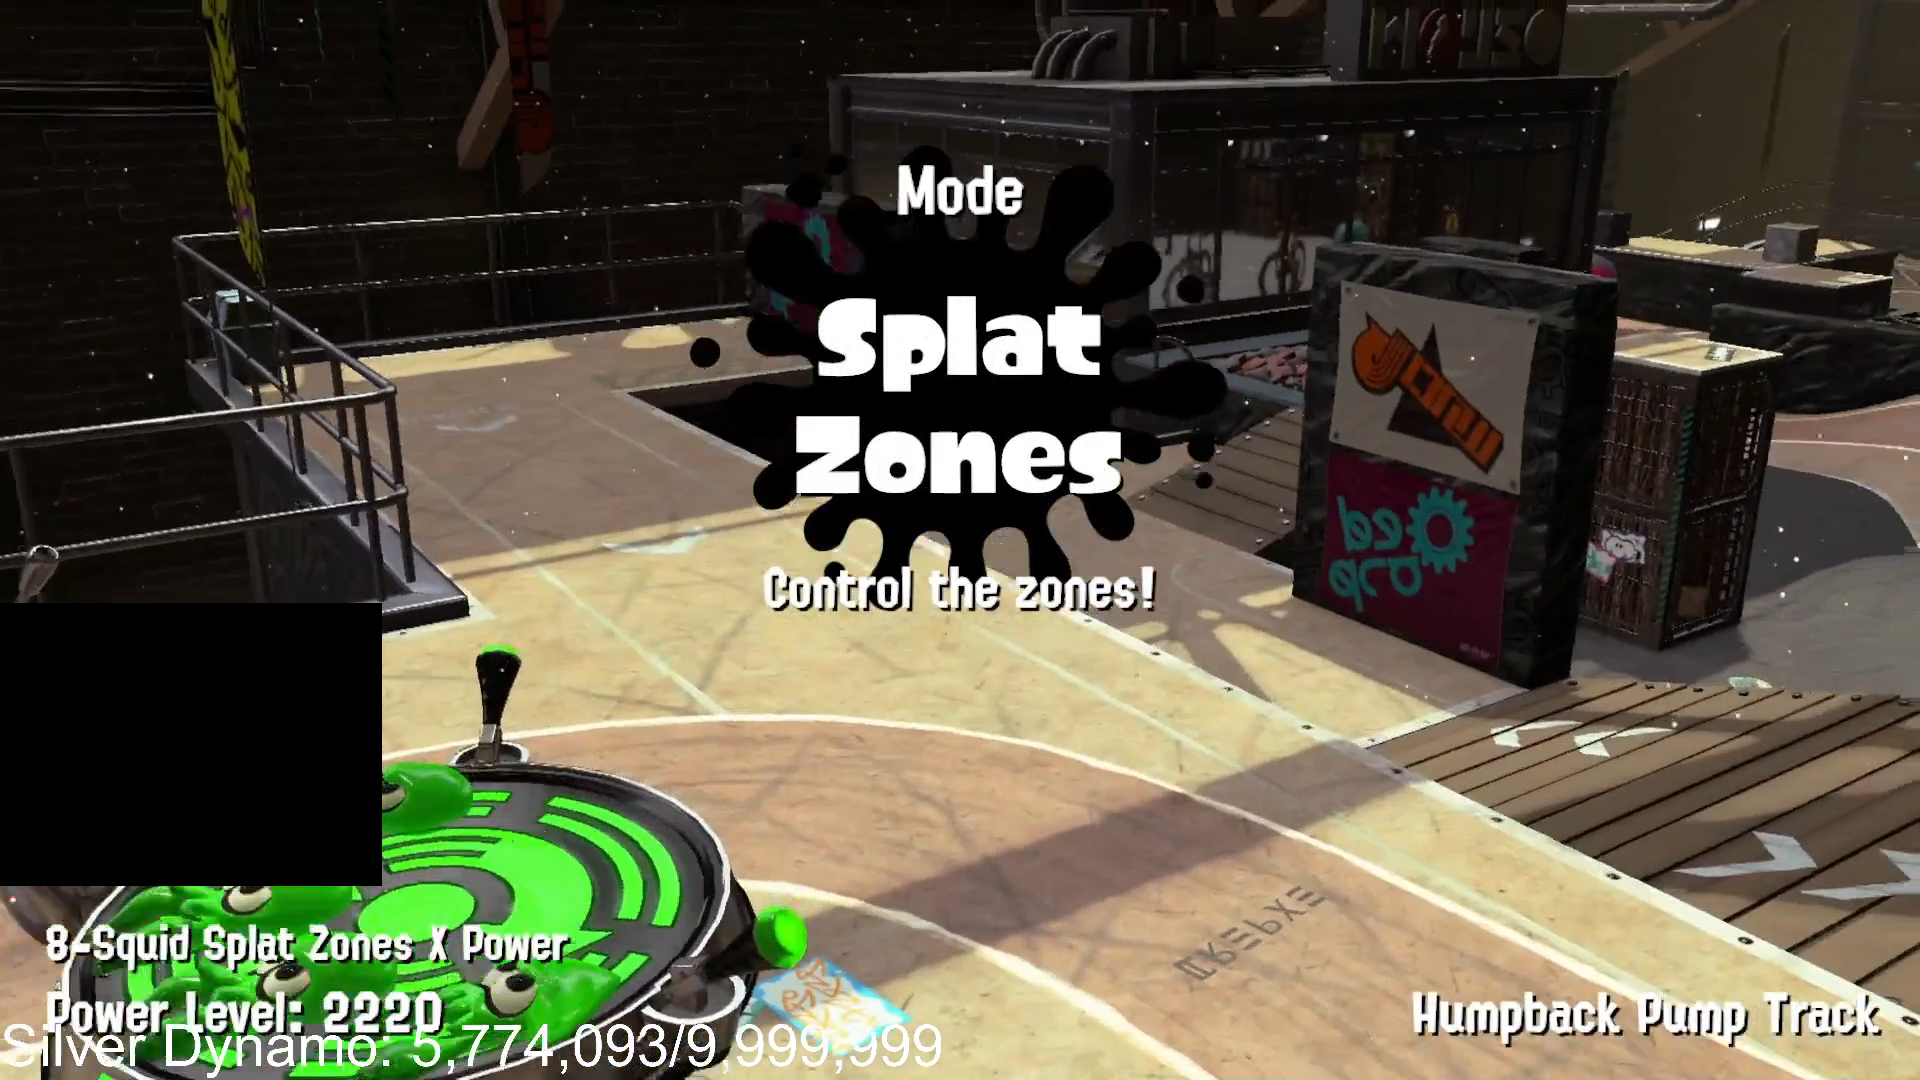 Mode
Splat
Zones
Control the zones!
8-Squid Splat Zones X Power
Power Level: 2220
Silver Dynamo: 5,774,093/9,999,999
Humpback Pump Track